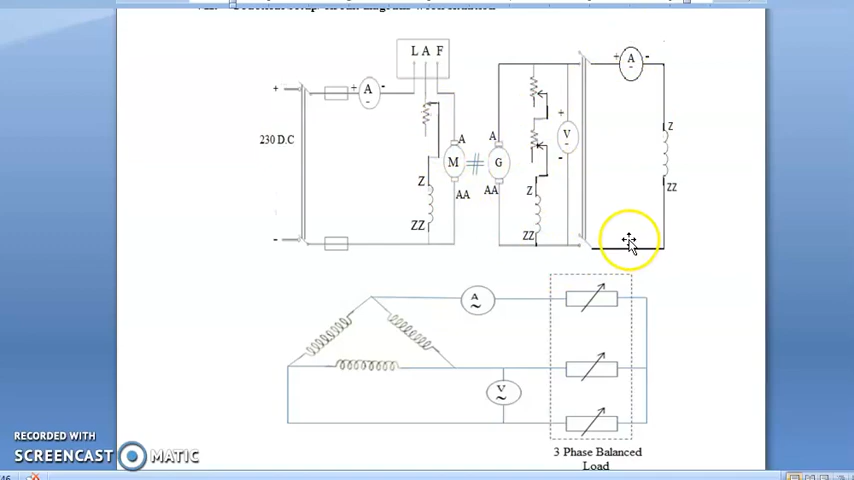 L A F
+ A -
A
-
+
230 D.C
-
M
A
AA
Z
ZZ
A
G
AA
Z
ZZ
+
V
-
+ A -
-
Z
ZZ
A
~
V
~
3 Phase Balanced
Load
RECORDED WITH
SCREENCAST MATIC